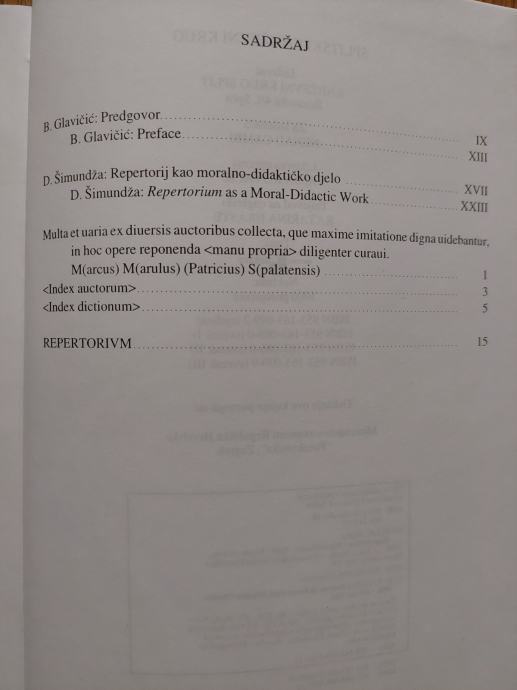 SADRŽAJ
B. Glavičić: Predgovor IX
B. Glavičić: Preface XIII
D. Šimundža: Repertorij kao moralno-didaktičko djelo XVII
D. Šimundža: Repertorium as a Moral-Didactic Work XXIII
Multa et uaria ex diuersis auctoribus collecta, que maxime imitatione digna uidebantur,
in hoc opere reponenda <manu propria> diligenter curaui.
M(arcus) M(arulus) (Patricius) S(palatensis) 1
<Index auctorum> 3
<Index dictionum> 5
REPERTORIVM 15